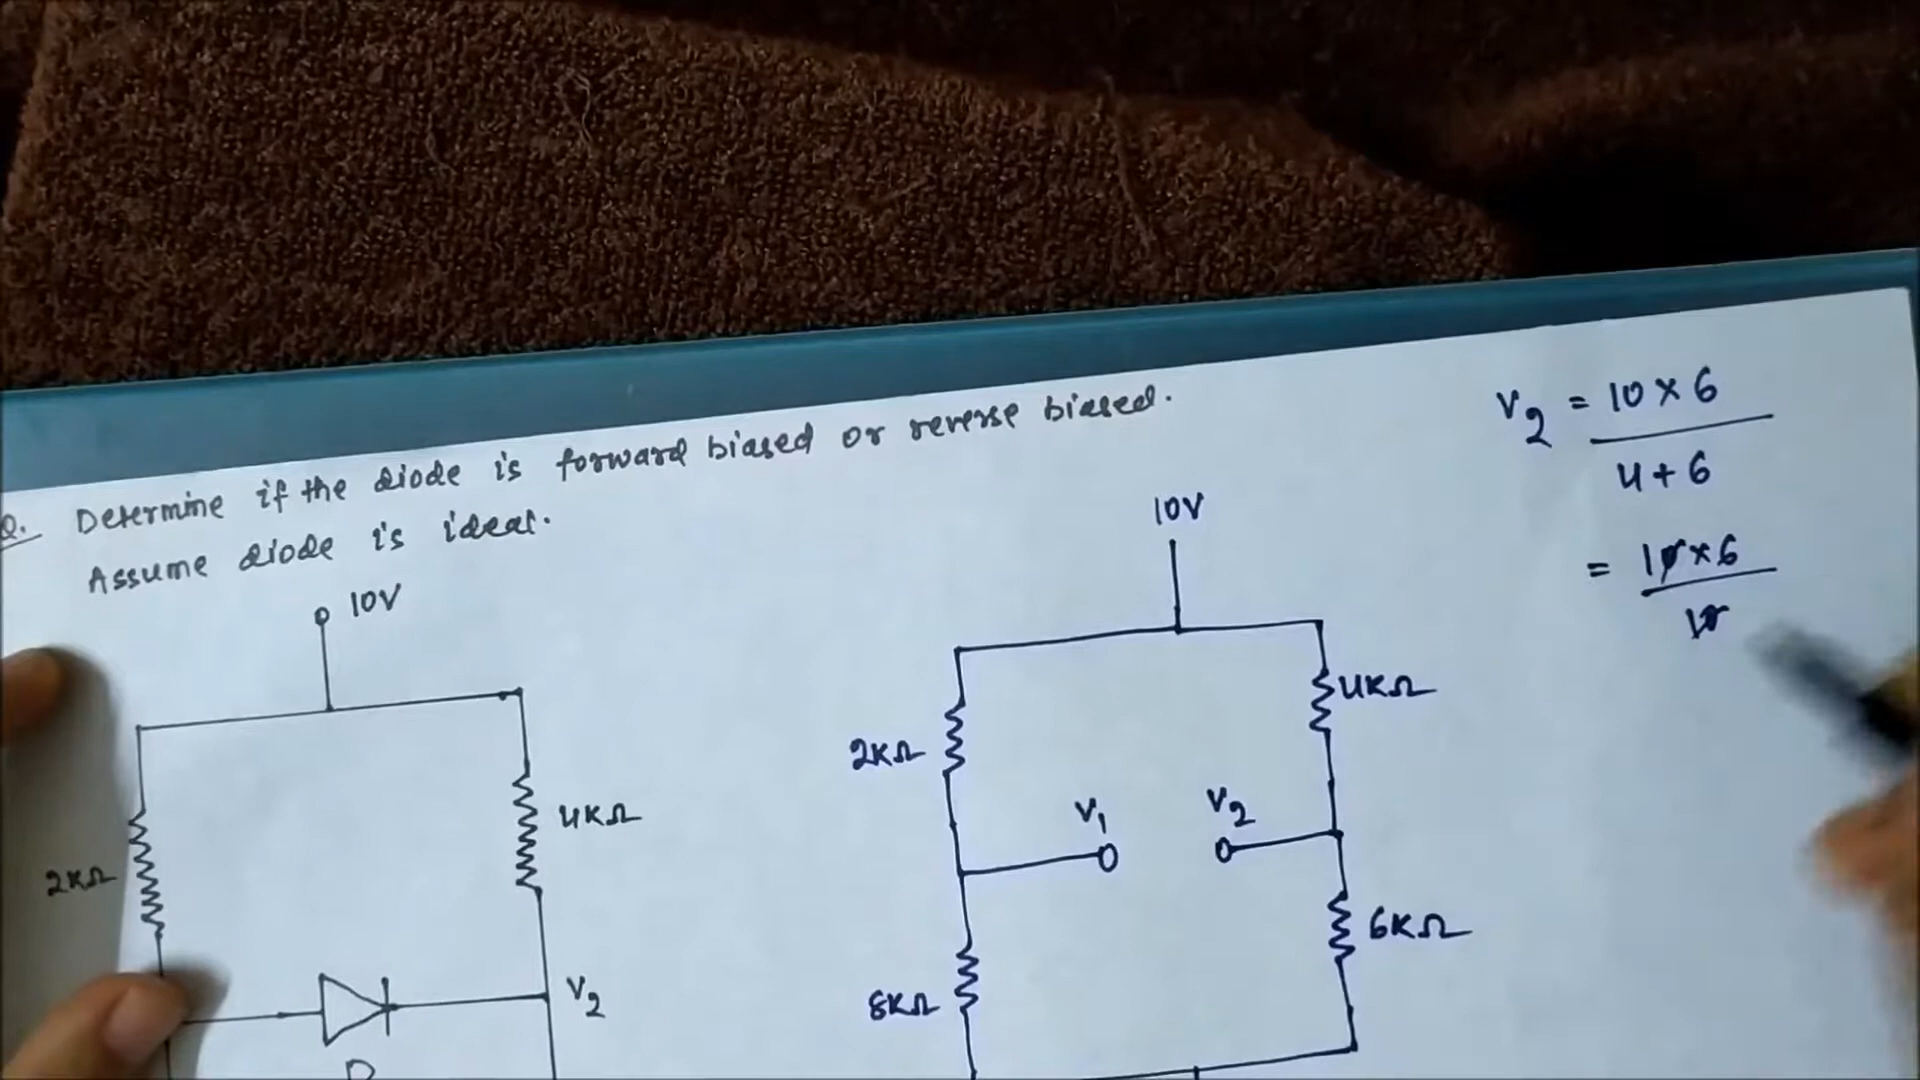 Q. Determine if the diode is forward biased or reverse biased.
Assume diode is ideal.
10V
2KΩ
4KΩ
V2
D
10V
2KΩ
4KΩ
V1
V2
8KΩ
6KΩ
V2 = 10 × 6
4 + 6
= 10 × 6
10